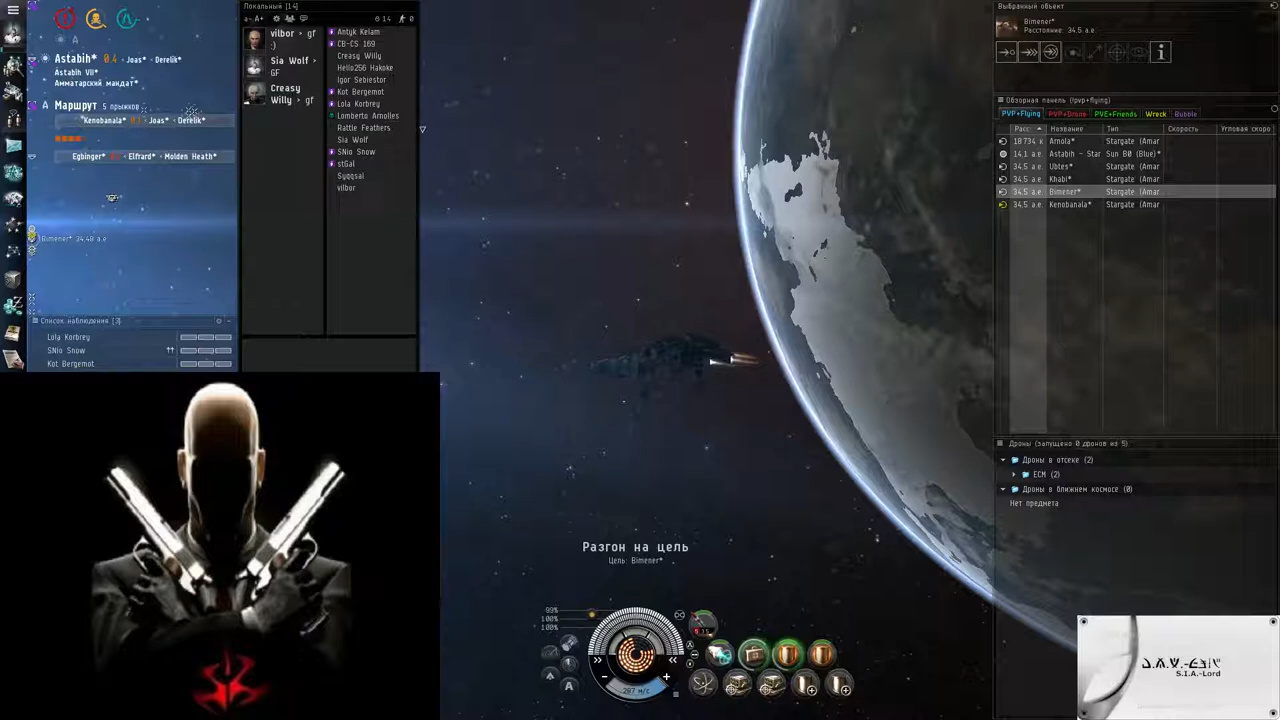 Astabih* 0.4 ‹ Joas* ‹ Derelik*
Astabih VII*
Амматарский мандат*
Маршрут 5 прыжков
Kenobanala* ‹ Joas* ‹ Derelik*
Egbinger* ‹ Elfrard* ‹ Molden Heath*
Bimener* 34.48 а.е
Список наблюдения [3]
Lola Korbrey
SNio Snow
Kot Bergemot
Локальный [14]
14
0
vilbor > gf :)
Sia Wolf > GF
Creasy Willy > gf
Antyk Kelam
CB-CS 169
Creasy Willy
Hello256 Hakoke
Igor Sebiestor
Kot Bergemot
Lola Korbrey
Lomberto Arnolles
Rattle Feathers
Sia Wolf
SNio Snow
stGal
Syqqsal
vilbor
Разгон на цель
Цель: Bimener*
99%
100%
100%
287 м/с
Выбранный объект
Bimener*
Расстояние: 34.5 а.е.
Обзорная панель (!pvp+flying)
PVP+Flying PVP+Drone PVE+Friends Wreck Bubble
Расс Название Тип Скорость Угловая скоро
18 734 к Arnola* Stargate (Amar
14.1 а.е. Astabih - Star Sun B0 (Blue)*
34.5 а.е. Ubtes* Stargate (Amar
34.5 а.е. Khabi* Stargate (Amar
34.5 а.е. Bimener* Stargate (Amar
34.5 а.е. Kenobanala* Stargate (Amar
Дроны (запущено 0 дронов из 5)
Дроны в отсеке (2)
ECM (2)
Дроны в ближнем космосе (0)
Нет предмета
S.I.A.-Lord